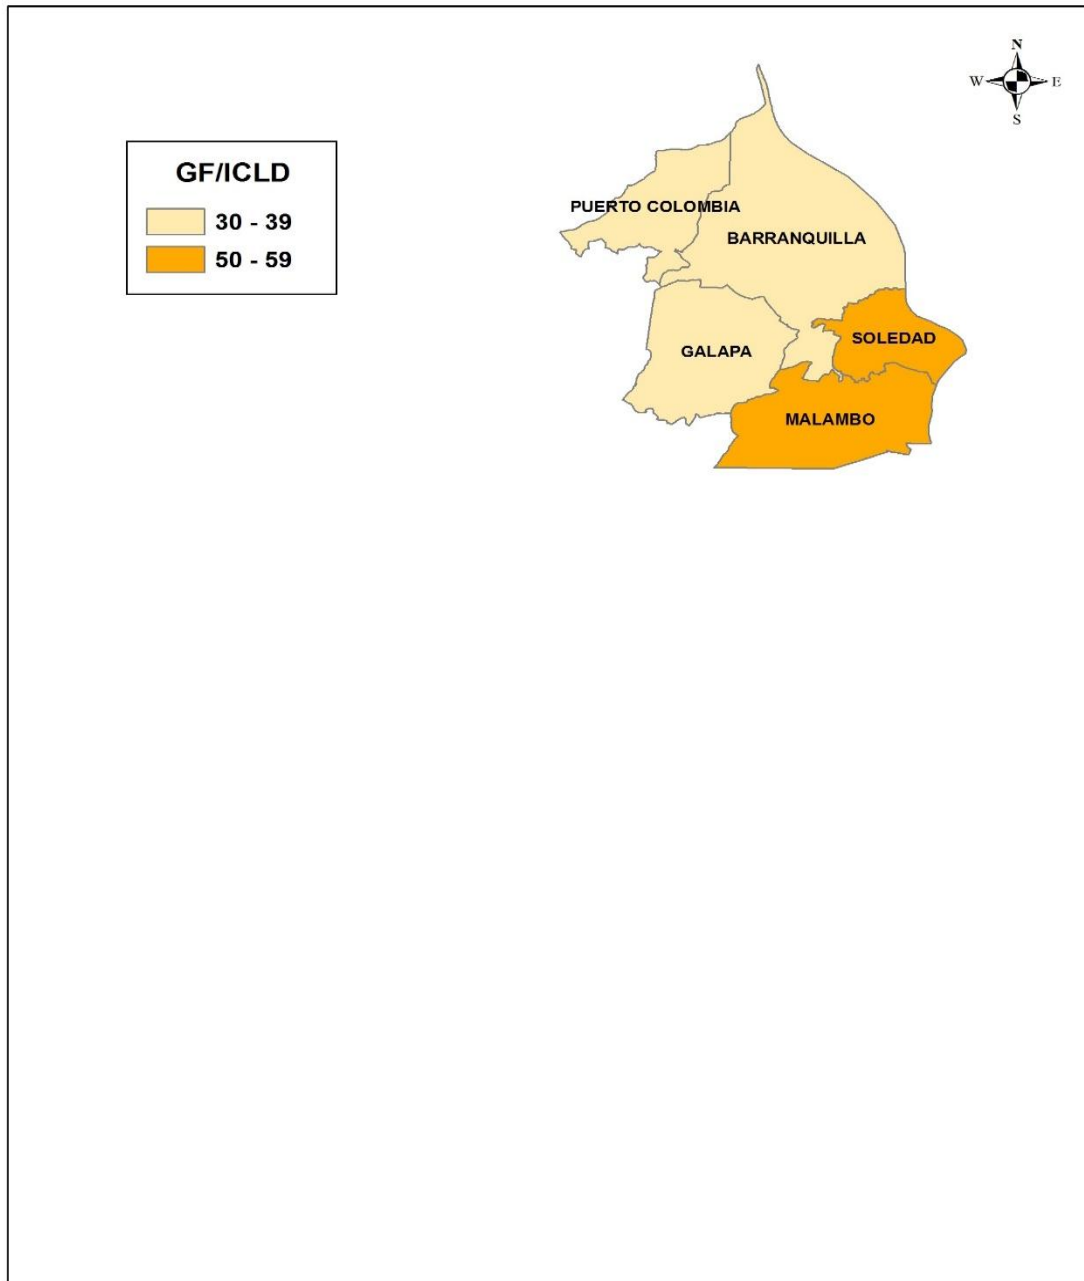 N
W E
S
GF/ICLD
30 - 39
50 - 59
PUERTO COLOMBIA
BARRANQUILLA
SOLEDAD
GALAPA
MALAMBO